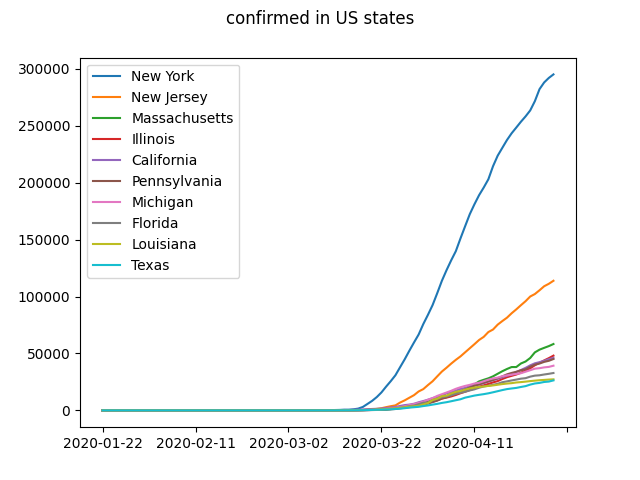 confirmed in US states
300000
250000
200000
150000
100000
50000
0
New York
New Jersey
Massachusetts
Illinois
California
Pennsylvania
Michigan
Florida
Louisiana
Texas
2020-01-22 2020-02-11 2020-03-02 2020-03-22 2020-04-11